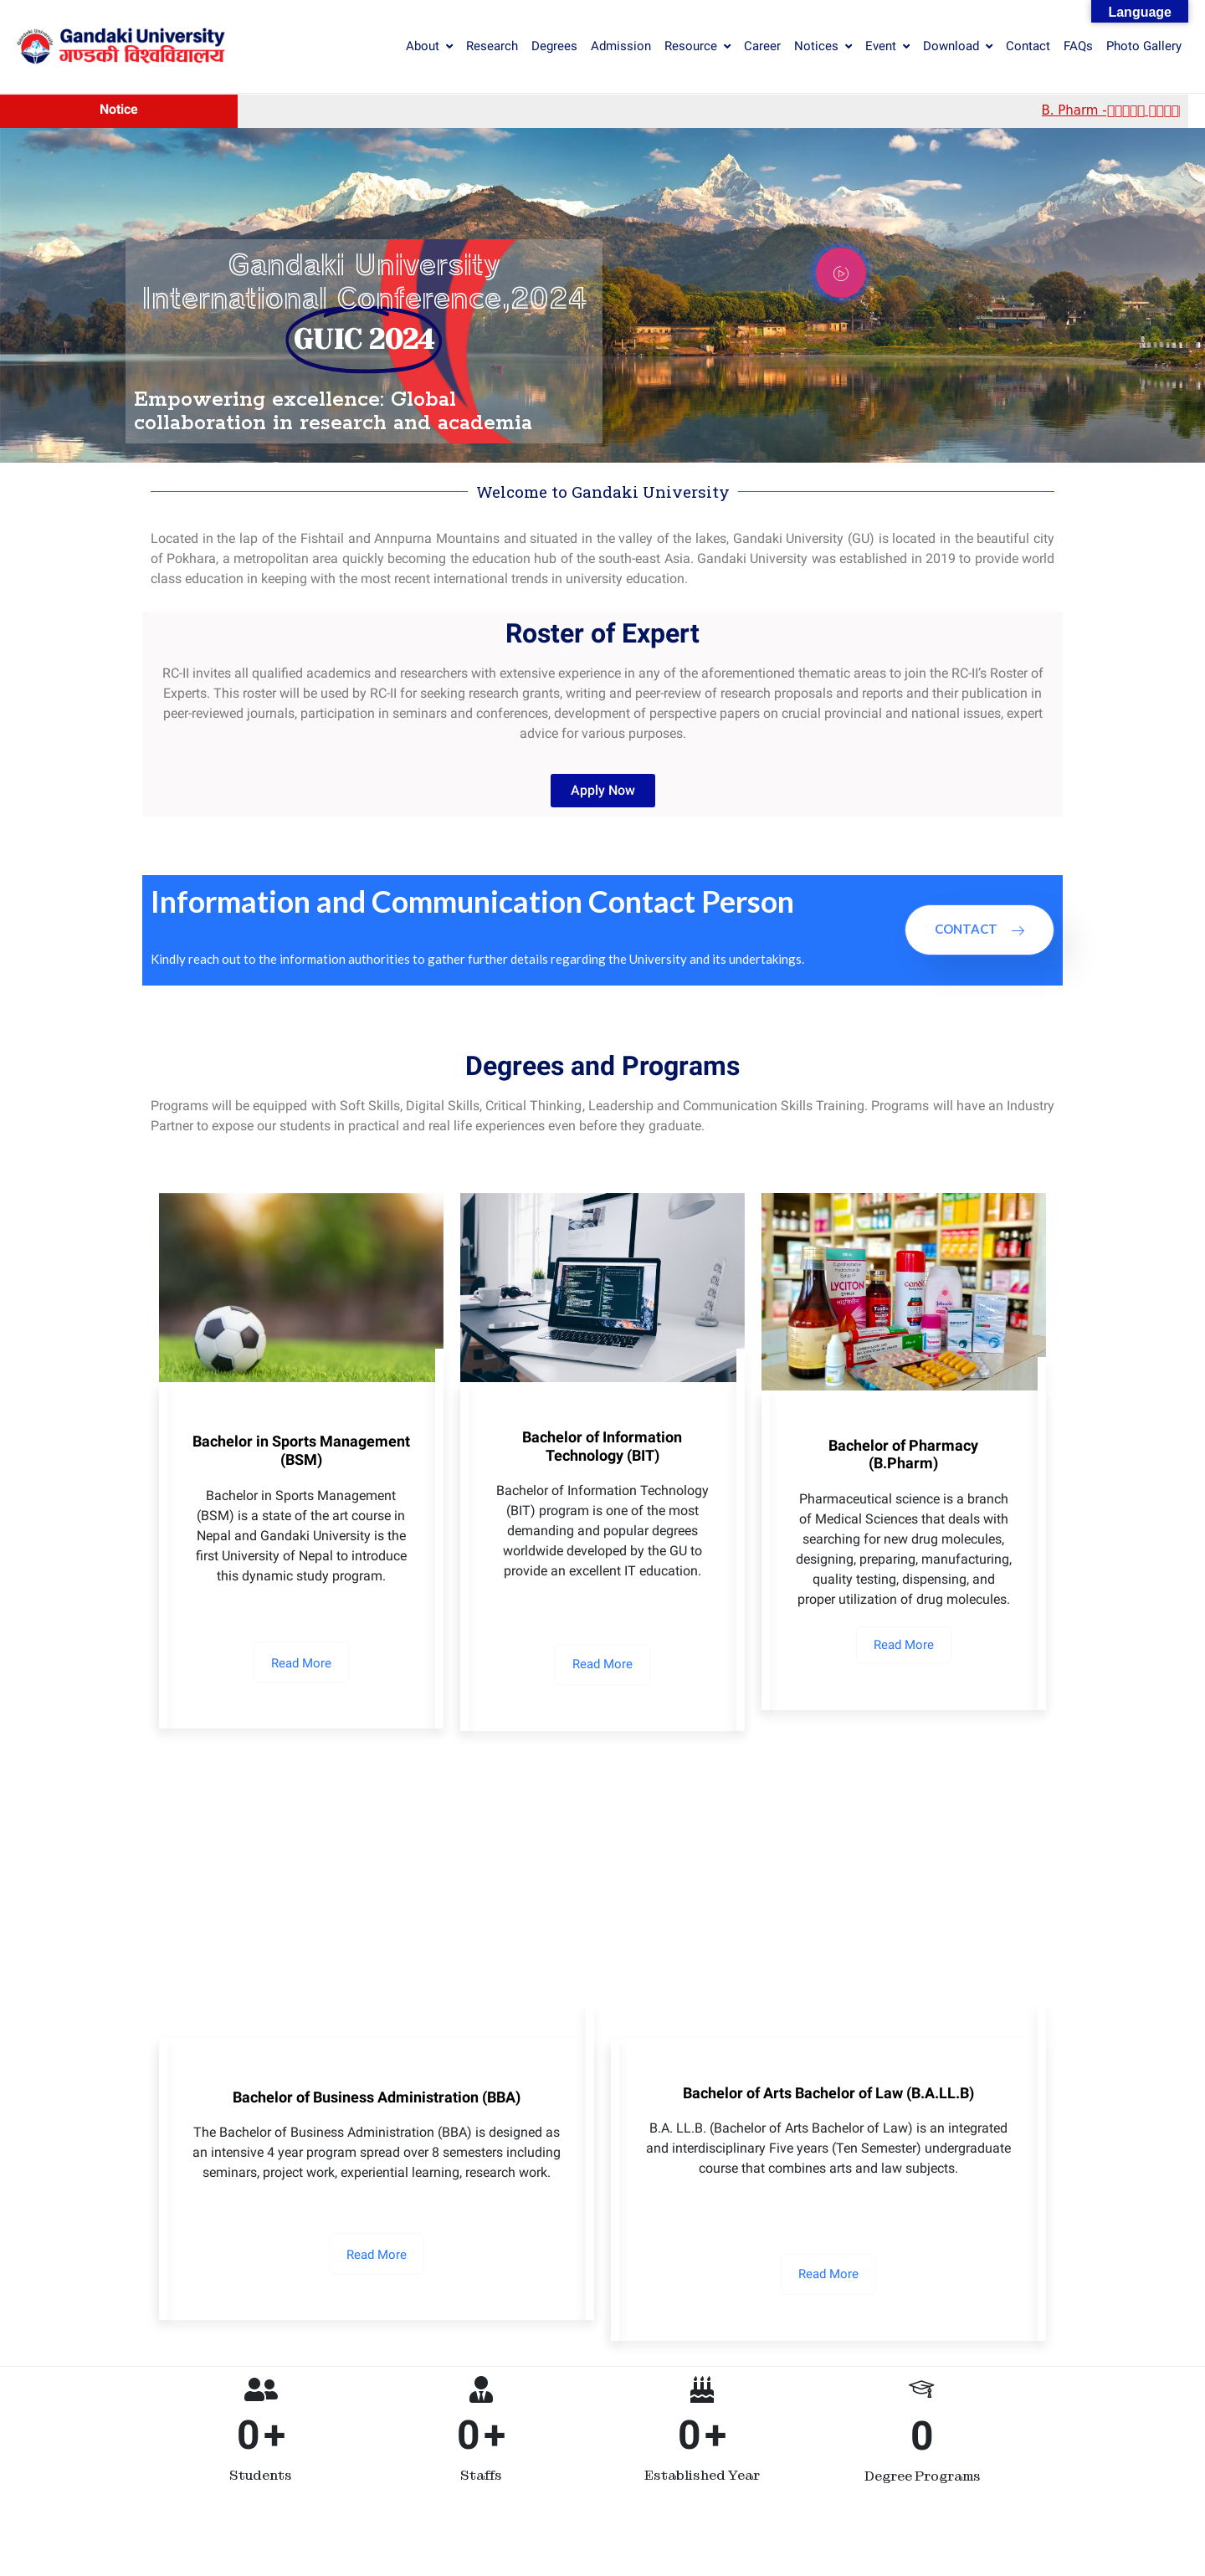 Language
Gandaki University
गण्डकी विश्वविद्यालय
About Research Degrees Admission Resource Career Notices Event Download Contact FAQs Photo Gallery
Notice
B. Pharm -
Gandaki University
International Conference,2024
GUIC 2024
Empowering excellence: Global
collaboration in research and academia
Welcome to Gandaki University
Located in the lap of the Fishtail and Annpurna Mountains and situated in the valley of the lakes, Gandaki University (GU) is located in the beautiful city
of Pokhara, a metropolitan area quickly becoming the education hub of the south-east Asia. Gandaki University was established in 2019 to provide world
class education in keeping with the most recent international trends in university education.
Roster of Expert
RC-II invites all qualified academics and researchers with extensive experience in any of the aforementioned thematic areas to join the RC-II’s Roster of
Experts. This roster will be used by RC-II for seeking research grants, writing and peer-review of research proposals and reports and their publication in
peer-reviewed journals, participation in seminars and conferences, development of perspective papers on crucial provincial and national issues, expert
advice for various purposes.
Apply Now
Information and Communication Contact Person
CONTACT
Kindly reach out to the information authorities to gather further details regarding the University and its undertakings.
Degrees and Programs
Programs will be equipped with Soft Skills, Digital Skills, Critical Thinking, Leadership and Communication Skills Training. Programs will have an Industry
Partner to expose our students in practical and real life experiences even before they graduate.
LYCITON
Bachelor in Sports Management
(BSM)
Bachelor in Sports Management
(BSM) is a state of the art course in
Nepal and Gandaki University is the
first University of Nepal to introduce
this dynamic study program.
Read More
Bachelor of Information
Technology (BIT)
Bachelor of Information Technology
(BIT) program is one of the most
demanding and popular degrees
worldwide developed by the GU to
provide an excellent IT education.
Read More
Bachelor of Pharmacy
(B.Pharm)
Pharmaceutical science is a branch
of Medical Sciences that deals with
searching for new drug molecules,
designing, preparing, manufacturing,
quality testing, dispensing, and
proper utilization of drug molecules.
Read More
Bachelor of Business Administration (BBA)
The Bachelor of Business Administration (BBA) is designed as
an intensive 4 year program spread over 8 semesters including
seminars, project work, experiential learning, research work.
Read More
Bachelor of Arts Bachelor of Law (B.A.LL.B)
B.A. LL.B. (Bachelor of Arts Bachelor of Law) is an integrated
and interdisciplinary Five years (Ten Semester) undergraduate
course that combines arts and law subjects.
Read More
0+
Students
0+
Staffs
0+
Established Year
0
Degree Programs